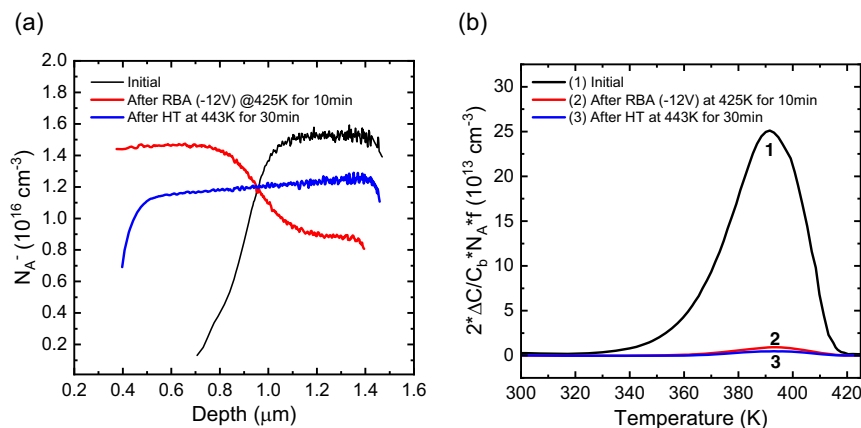 (a)
2.0
1.8
1.6
1.4
1.2
1.0
0.8
0.6
0.4
0.2
0.2 0.4 0.6 0.8 1.0 1.2 1.4 1.6
N_A^- (10^16 cm^-3)
Depth (μm)
Initial
After RBA (-12V) @425K for 10min
After HT at 443K for 30min
(b)
30
25
20
15
10
5
0
300 320 340 360 380 400 420
2*ΔC/C_b*N_A*f (10^13 cm^-3)
Temperature (K)
(1) Initial
(2) After RBA (-12V) at 425K for 10min
(3) After HT at 443K for 30min
1
2
3